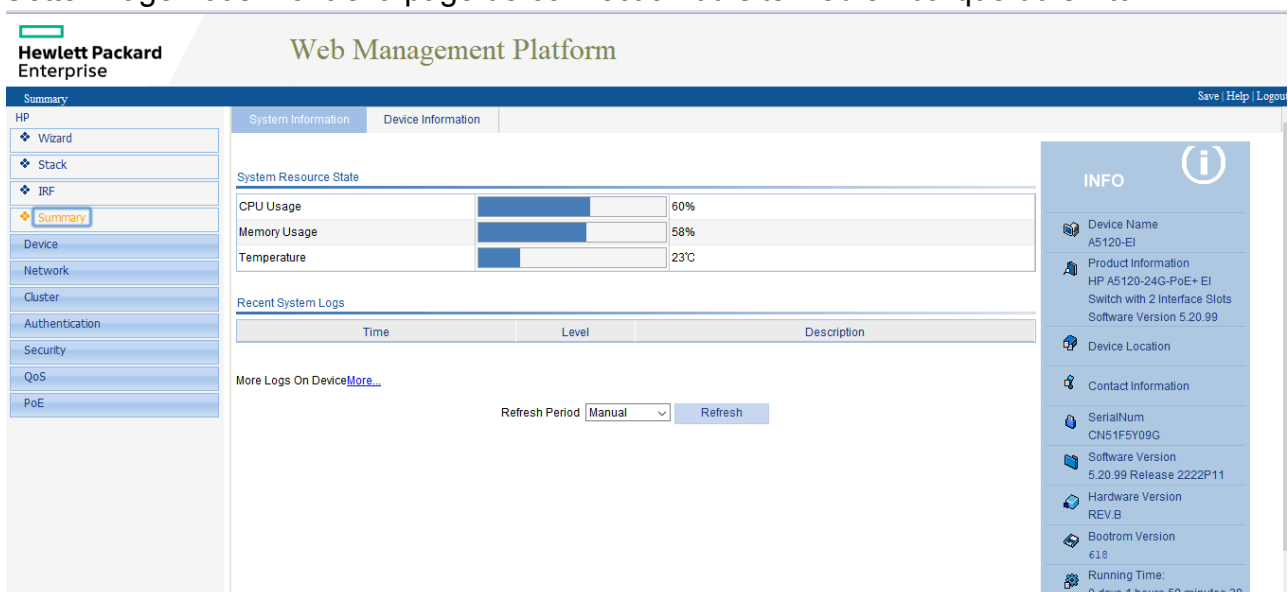 Hewlett Packard
Enterprise
Web Management Platform
Summary
Save | Help | Logout
HP
Wizard
Stack
IRF
Summary
Device
Network
Cluster
Authentication
Security
QoS
PoE
System Information
Device Information
System Resource State
CPU Usage
60%
Memory Usage
58%
Temperature
23℃
Recent System Logs
Time Level Description
More Logs On DeviceMore...
Refresh Period Manual Refresh
INFO
Device Name
A5120-EI
Product Information
HP A5120-24G-PoE+ EI
Switch with 2 Interface Slots
Software Version 5.20.99
Device Location
Contact Information
SerialNum
CN51F5Y09G
Software Version
5.20.99 Release 2222P11
Hardware Version
REV.B
Bootrom Version
618
Running Time: